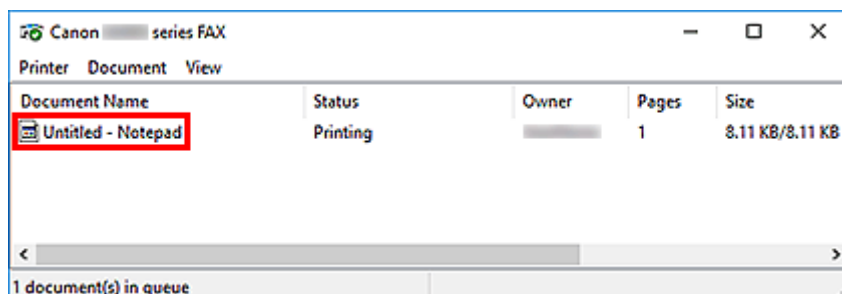 Canon series FAX
Printer Document View
Document Name Status Owner Pages Size
Untitled - Notepad Printing 1 8.11 KB/8.11 KB
1 document(s) in queue